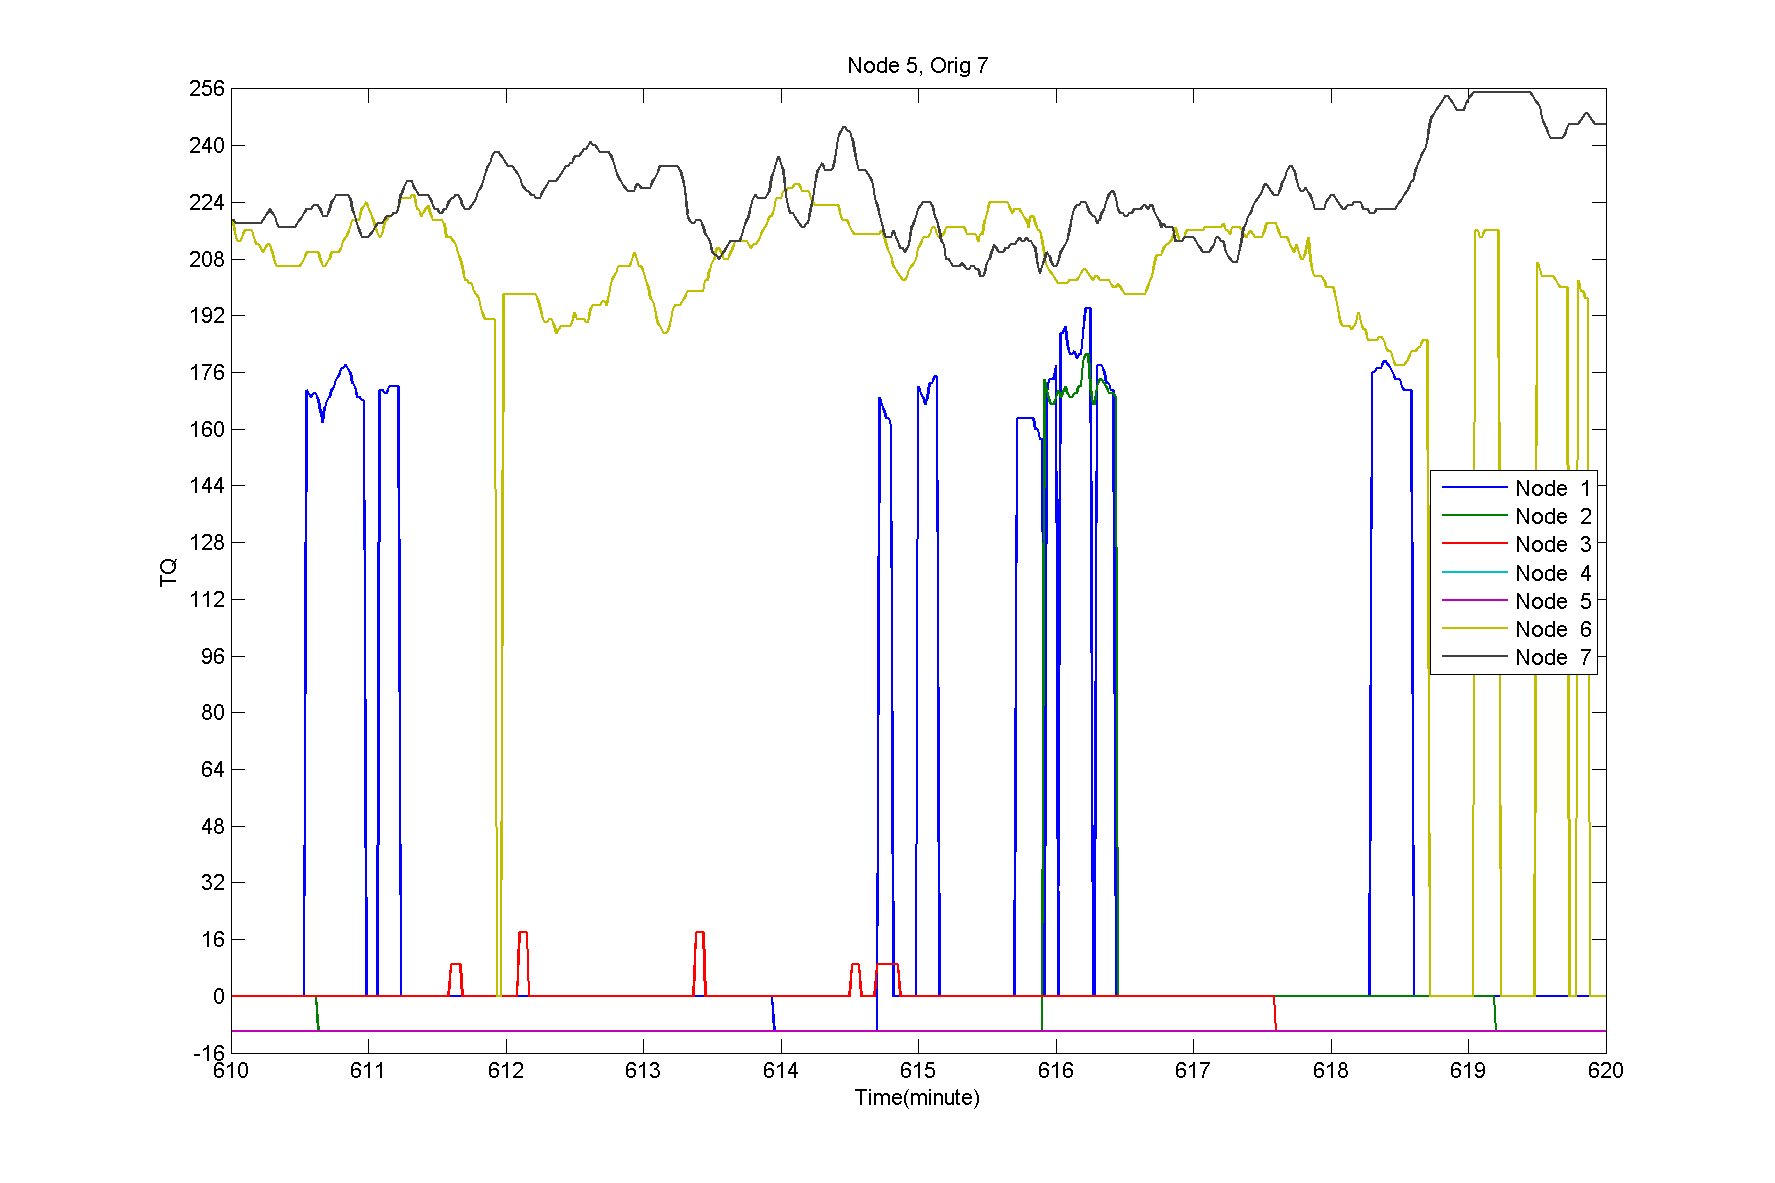 Node 5, Orig 7
256
240
224
208
192
176
160
144
128
112
96
80
64
48
32
16
0
-16
TQ
610 611 612 613 614 615 616 617 618 619 620
Time(minute)
Node 1
Node 2
Node 3
Node 4
Node 5
Node 6
Node 7